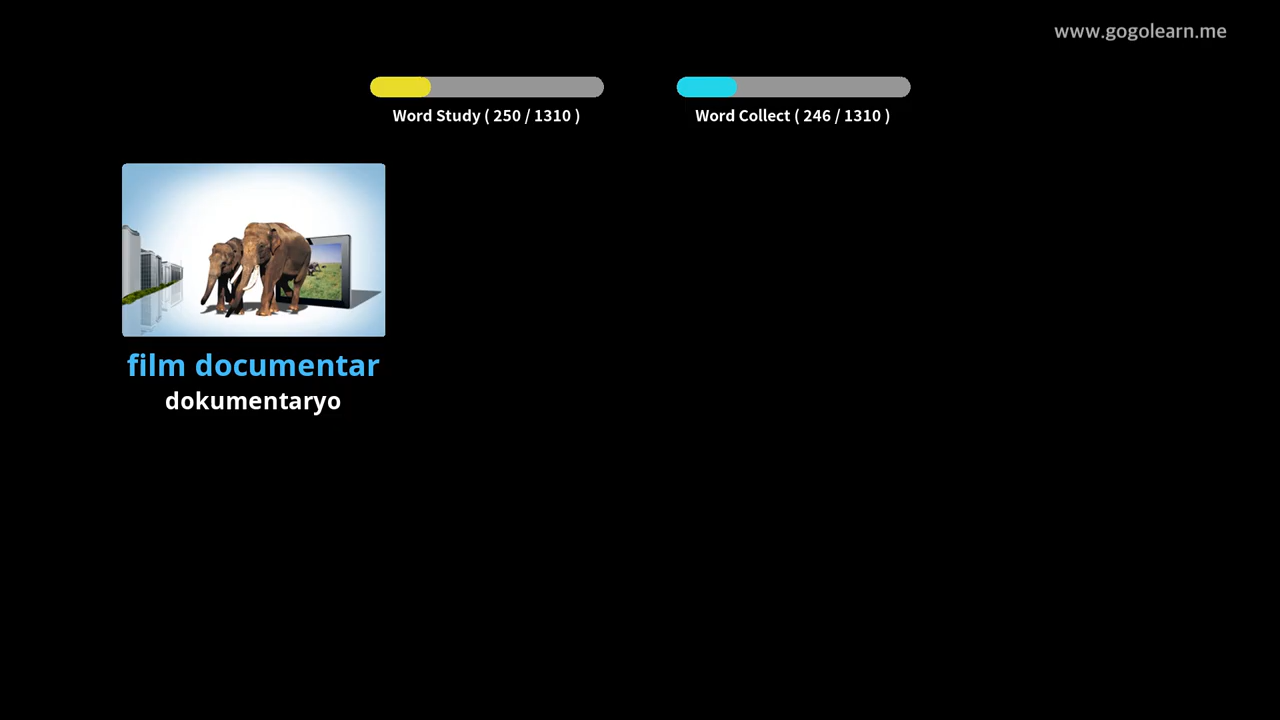 www.gogolearn.me
Word Study ( 250 / 1310 )
Word Collect ( 246 / 1310 )
film documentar
dokumentaryo